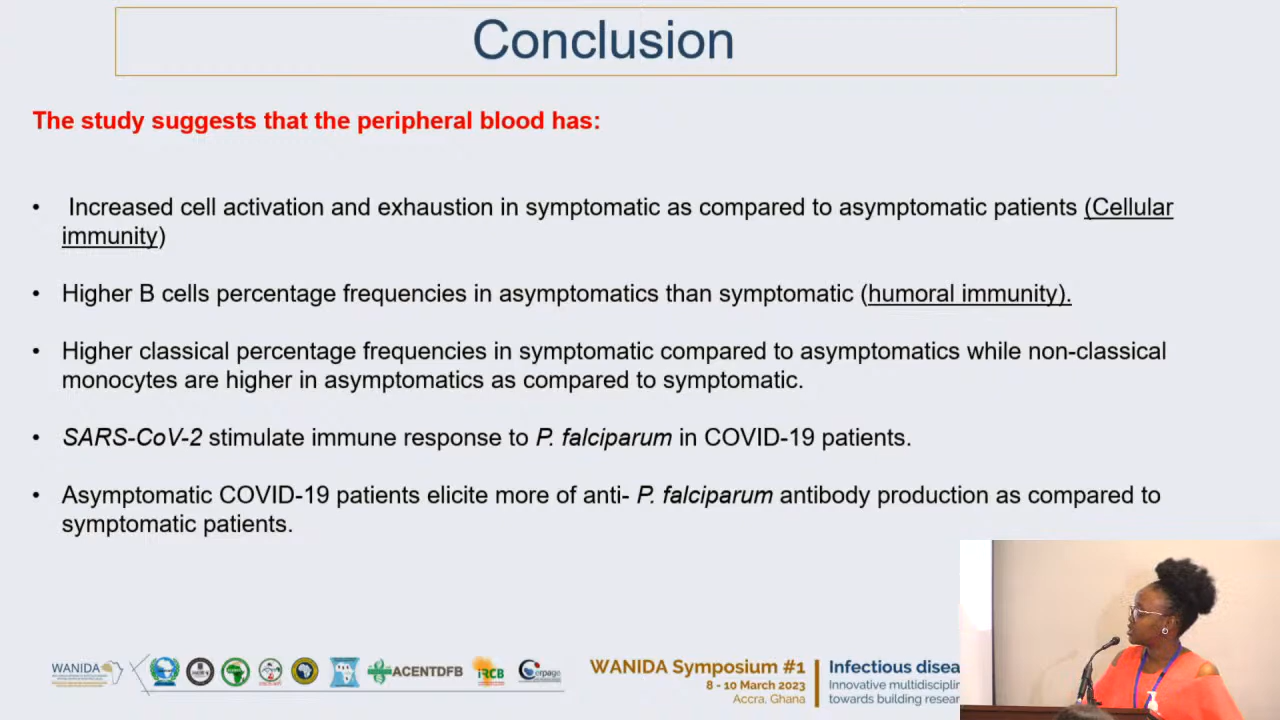 Conclusion
The study suggests that the peripheral blood has:
• Increased cell activation and exhaustion in symptomatic as compared to asymptomatic patients (Cellular
immunity)
• Higher B cells percentage frequencies in asymptomatics than symptomatic (humoral immunity).
• Higher classical percentage frequencies in symptomatic compared to asymptomatics while non-classical
monocytes are higher in asymptomatics as compared to symptomatic.
• SARS-CoV-2 stimulate immune response to P. falciparum in COVID-19 patients.
• Asymptomatic COVID-19 patients elicite more of anti- P. falciparum antibody production as compared to
symptomatic patients.
WANIDA
ACENTDFB
iRCB
Cerpage
WANIDA Symposium #1
8 - 10 March 2023
Accra, Ghana
Infectious disea
Innovative multidisciplin
towards building resear